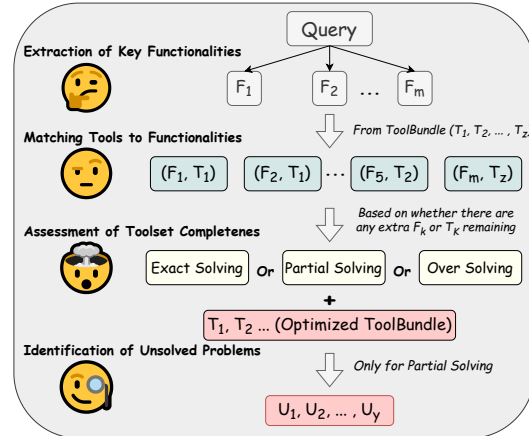 Query
Extraction of Key Functionalities
F1 F2 ... Fm
Matching Tools to Functionalities
From ToolBundle (T1, T2, ... , Tz
(F1, T1) (F2, T1) ... (F5, T2) (Fm, Tz)
Based on whether there are
any extra Fk or TK remaining
Assessment of Toolset Completenes
Exact Solving Or Partial Solving Or Over Solving
+
T1, T2 ... (Optimized ToolBundle)
Identification of Unsolved Problems
Only for Partial Solving
U1, U2, ... , Uy